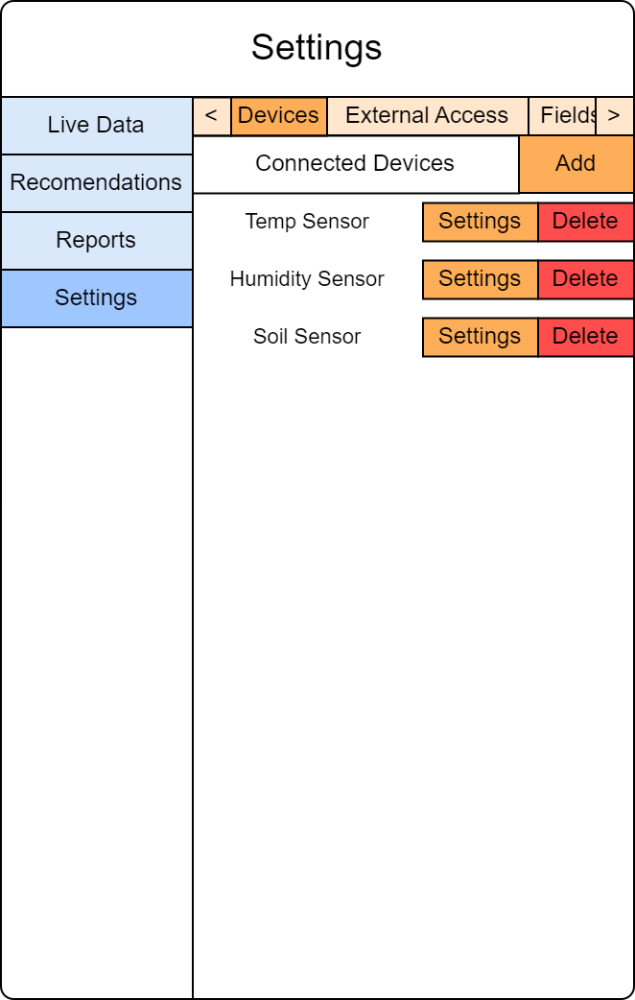 Settings
Live Data
Recomendations
Reports
Settings
< Devices External Access Fields >
Connected Devices Add
Temp Sensor Settings Delete
Humidity Sensor Settings Delete
Soil Sensor Settings Delete